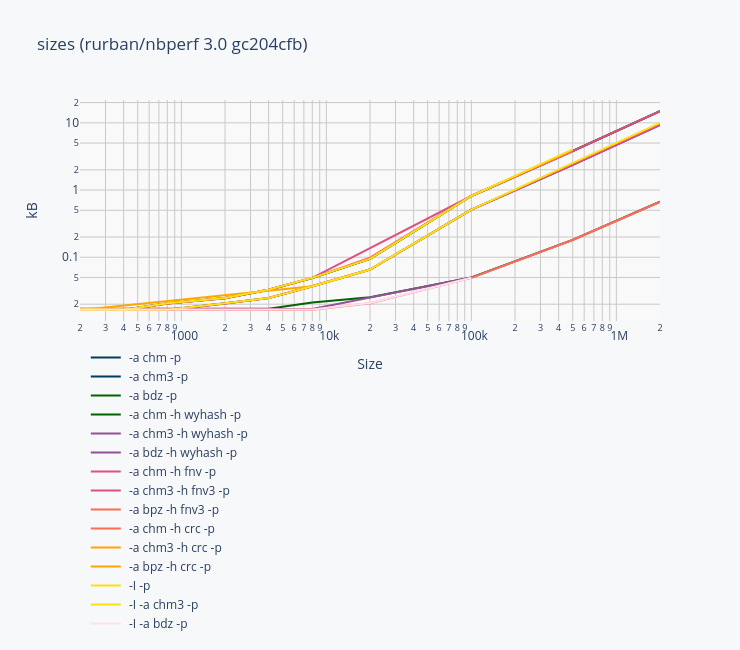 sizes (rurban/nbperf 3.0 gc204cfb)
2
10
5
2
1
5
2
0.1
5
2
kB
2 3 4 5 6 7 8 9 1000 2 3 4 5 6 7 8 9 10k 2 3 4 5 6 7 8 9 100k 2 3 4 5 6 7 8 9 1M 2
Size
-a chm -p
-a chm3 -p
-a bdz -p
-a chm -h wyhash -p
-a chm3 -h wyhash -p
-a bdz -h wyhash -p
-a chm -h fnv -p
-a chm3 -h fnv3 -p
-a bpz -h fnv3 -p
-a chm -h crc -p
-a chm3 -h crc -p
-a bpz -h crc -p
-I -p
-I -a chm3 -p
-I -a bdz -p